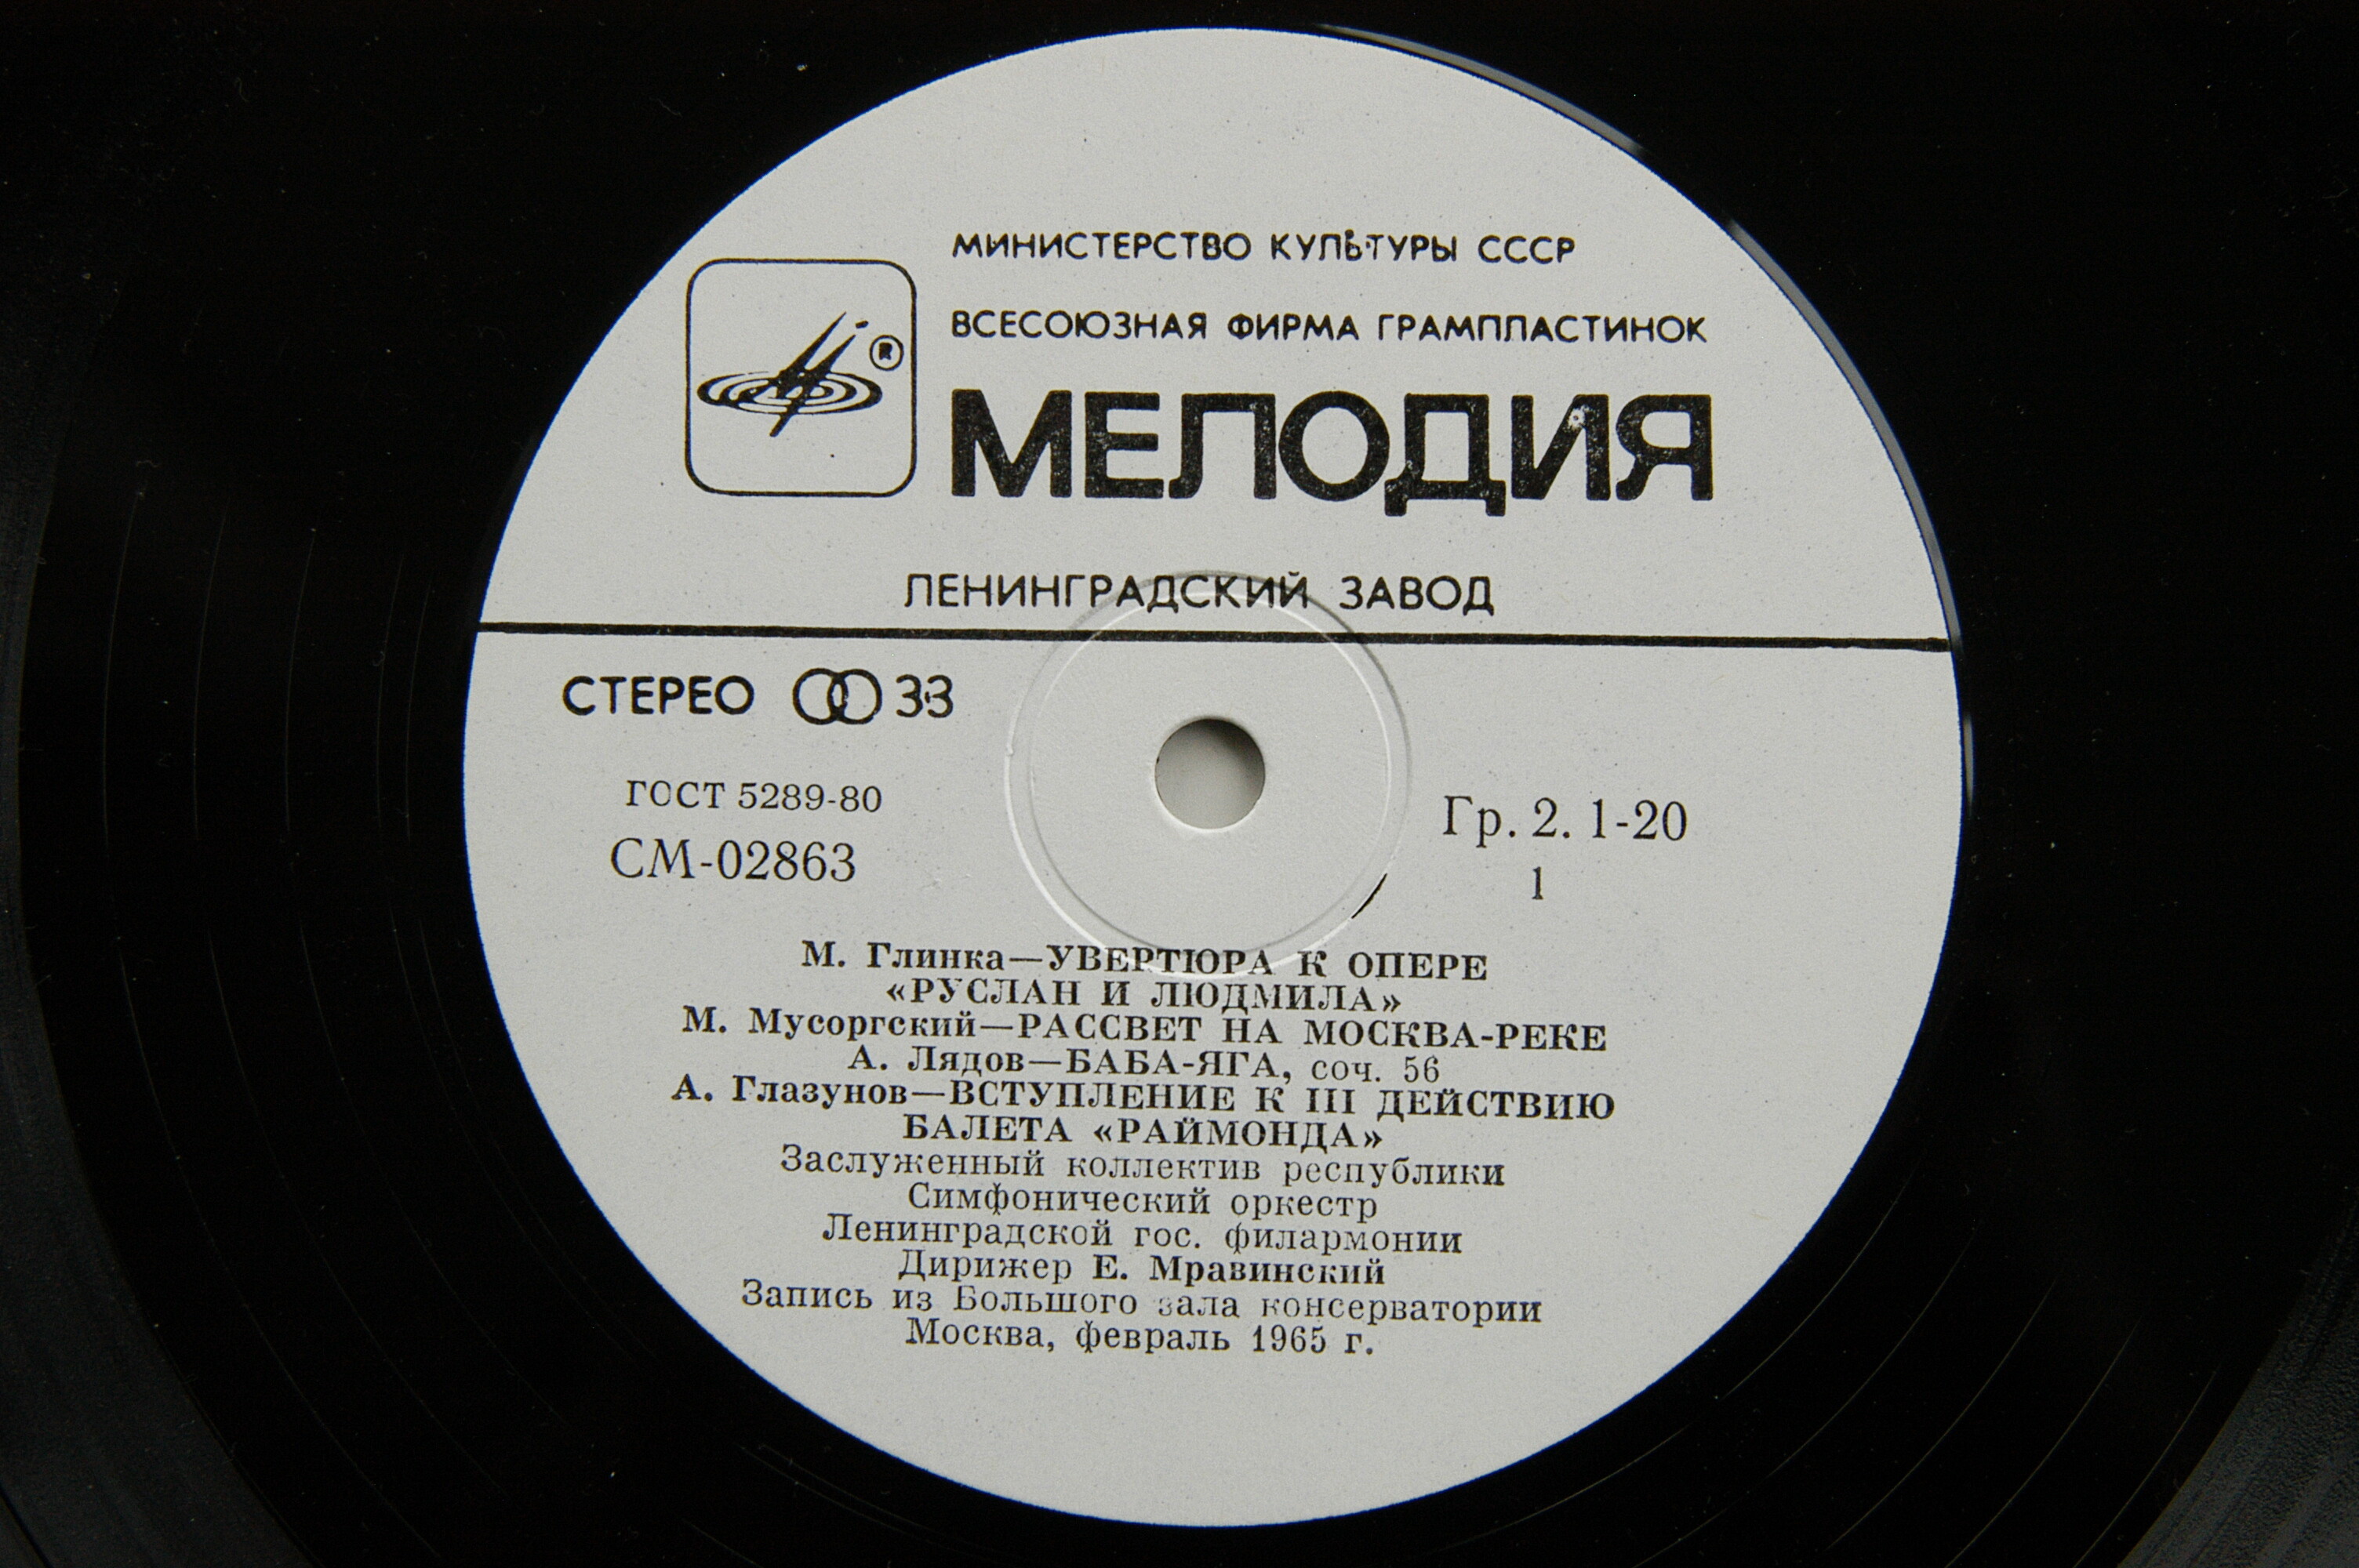 МИНИСТЕРСТВО КУЛЬТУРЫ СССР
ВСЕСОЮЗНАЯ ФИРМА ГРАМПЛАСТИНОК
®
МЕЛОДИЯ
ЛЕНИНГРАДСКИЙ ЗАВОД
СТЕРЕО 33
ГОСТ 5289-80
СМ-02863
Гр. 2. 1-20
1
М. Глинка—УВЕРТЮРА К ОПЕРЕ
«РУСЛАН И ЛЮДМИЛА»
М. Мусоргский—РАССВЕТ НА МОСКВА-РЕКЕ
А. Лядов—БАБА-ЯГА, соч. 56
А. Глазунов—ВСТУПЛЕНИЕ К III ДЕЙСТВИЮ
БАЛЕТА «РАЙМОНДА»
Заслуженный коллектив республики
Симфонический оркестр
Ленинградской гос. филармонии
Дирижер Е. Мравинский
Запись из Большого зала консерватории
Москва, февраль 1965 г.